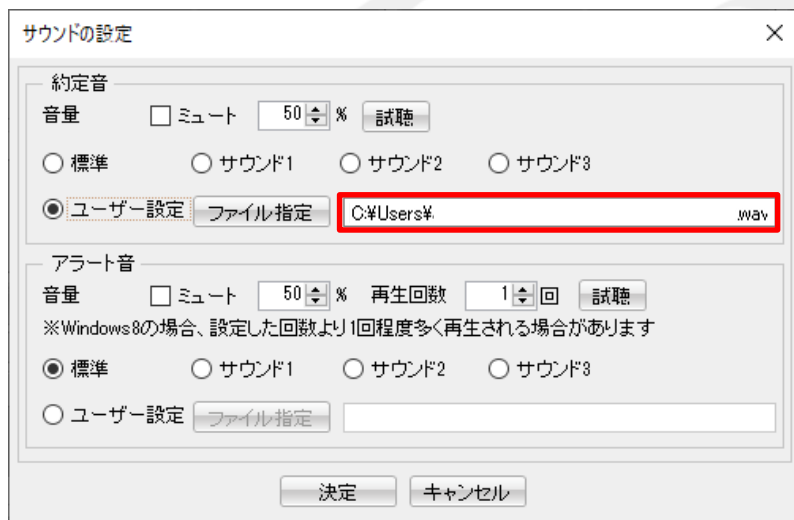 サウンドの設定
約定音
音量 ミュート 50 % 試聴
標準 サウンド1 サウンド2 サウンド3
ユーザー設定 ファイル指定 C:¥Users¥ .wav
アラート音
音量 ミュート 50 % 再生回数 1 回 試聴
※Windows8の場合、設定した回数より1回程度多く再生される場合があります
標準 サウンド1 サウンド2 サウンド3
ユーザー設定 ファイル指定
決定 キャンセル